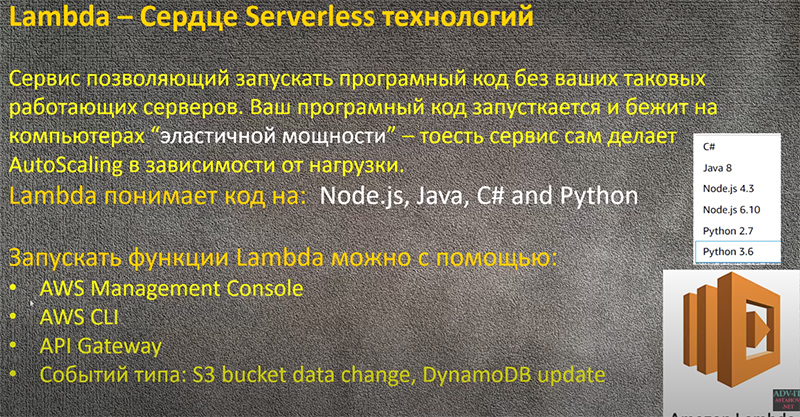 Lambda – Сердце Serverless технологий
Сервис позволяющий запускать програмный код без ваших таковых
работающих серверов. Ваш програмный код запусткается и бежит на
компьютерах “эластичной мощности” – тоесть сервис сам делает
AutoScaling в зависимости от нагрузки.
Lambda понимает код на: Node.js, Java, C# and Python
C#
Java 8
Node.js 4.3
Node.js 6.10
Python 2.7
Python 3.6
Запускать функции Lambda можно с помощью:
• AWS Management Console
• AWS CLI
• API Gateway
• Событий типа: S3 bucket data change, DynamoDB update
Amazon Lambda
ADV-IT
ASTAHOV
.NET